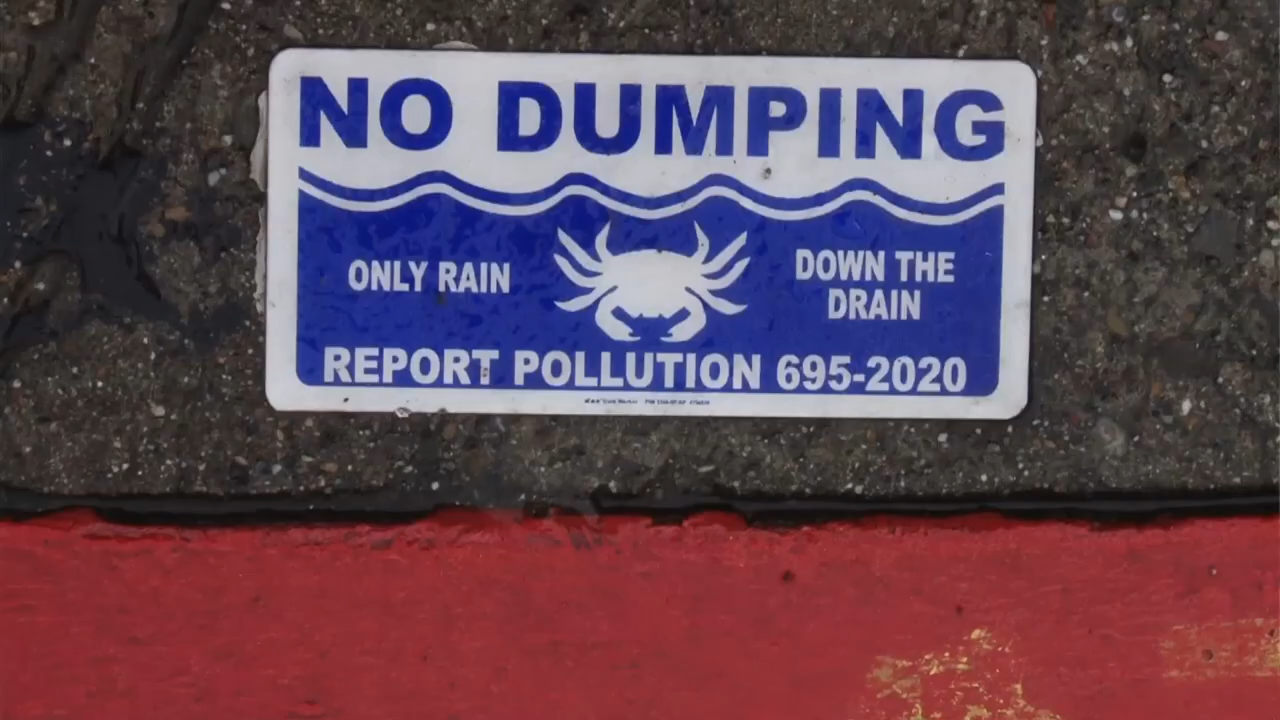 NO DUMPING
ONLY RAIN
DOWN THE
DRAIN
REPORT POLLUTION 695-2020